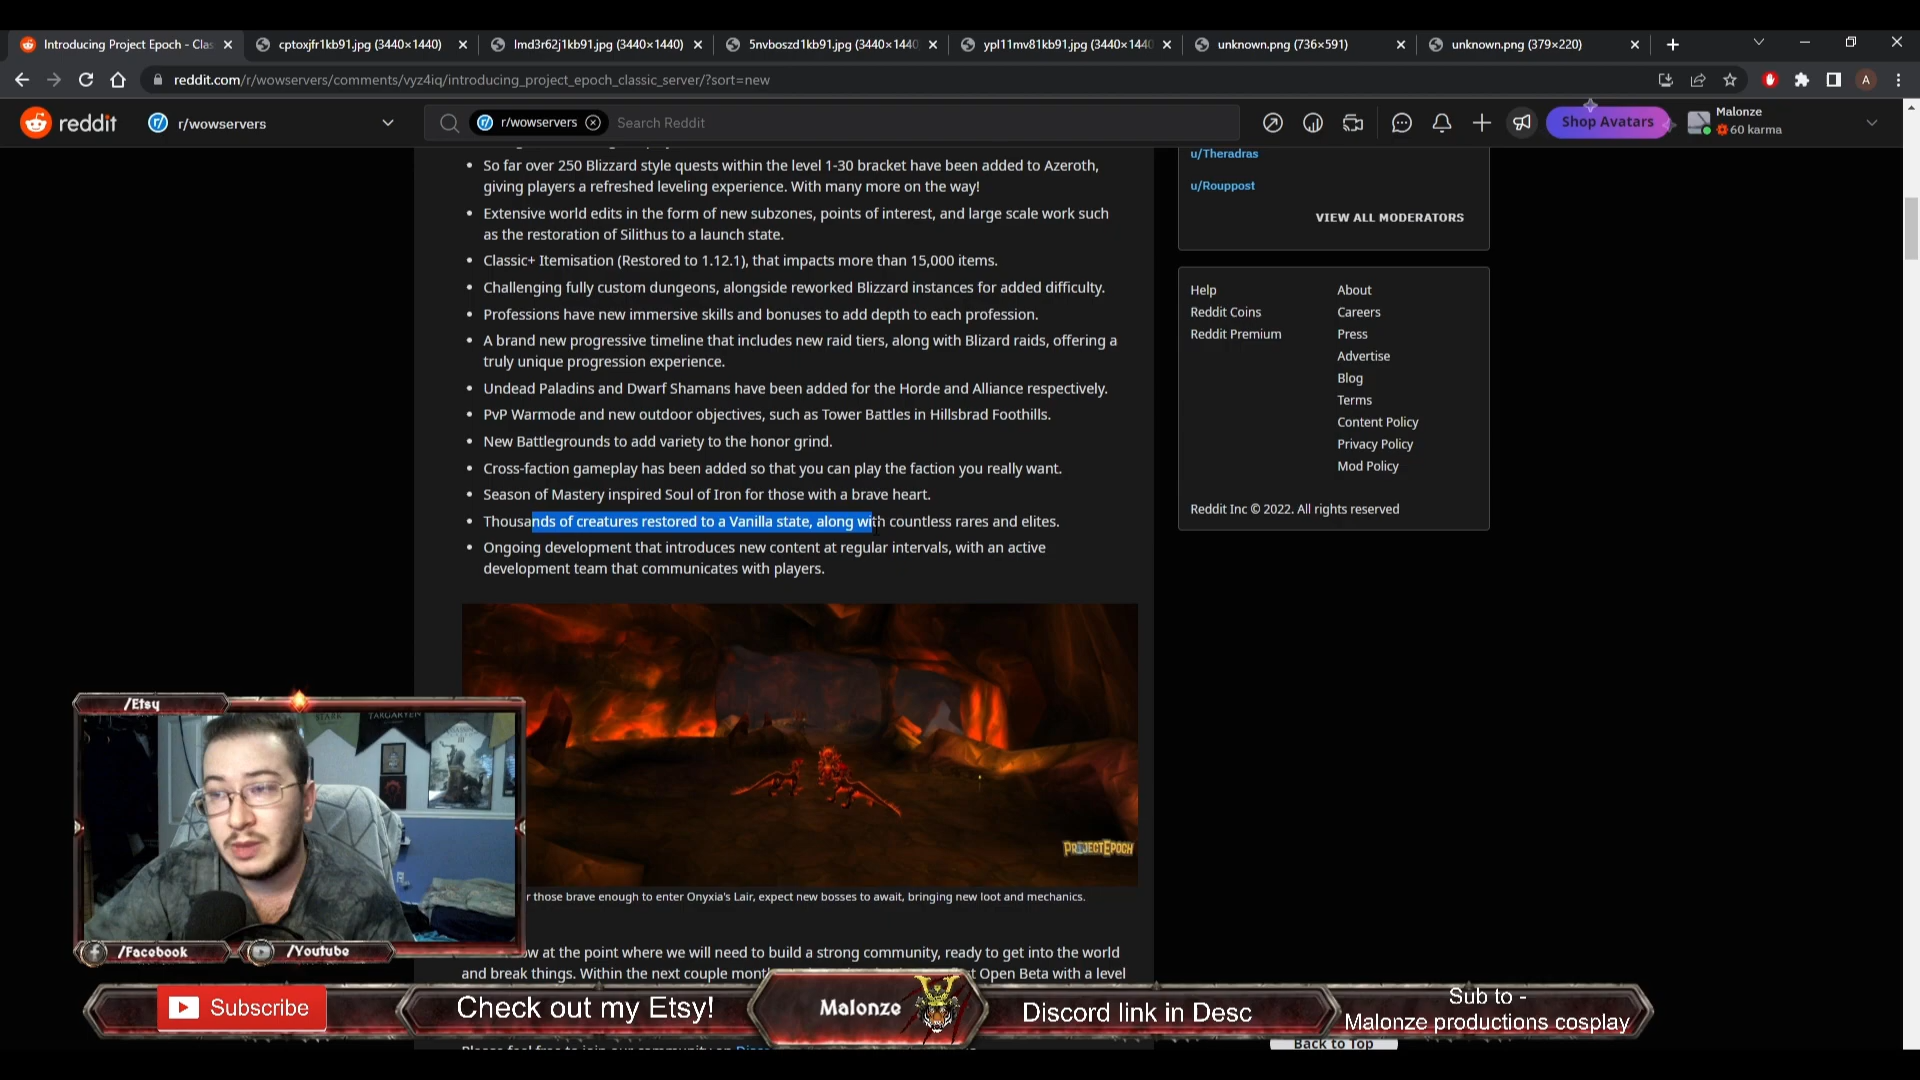 Introducing Project Epoch - Clas
cptoxjfr1kb91.jpg (3440×1440)
lmd3r62j1kb91.jpg (3440×1440)
5nvboszd1kb91.jpg (3440×1440
ypl11mv81kb91.jpg (3440×1440
unknown.png (736×591)
unknown.png (379×220)
reddit.com/r/wowservers/comments/vyz4iq/introducing_project_epoch_classic_server/?sort=new
A
reddit
r/wowservers
r/wowservers
Search Reddit
Shop Avatars
Malonze
60 karma
• So far over 250 Blizzard style quests within the level 1-30 bracket have been added to Azeroth,
giving players a refreshed leveling experience. With many more on the way!
• Extensive world edits in the form of new subzones, points of interest, and large scale work such
as the restoration of Silithus to a launch state.
• Classic+ Itemisation (Restored to 1.12.1), that impacts more than 15,000 items.
• Challenging fully custom dungeons, alongside reworked Blizzard instances for added difficulty.
• Professions have new immersive skills and bonuses to add depth to each profession.
• A brand new progressive timeline that includes new raid tiers, along with Blizard raids, offering a
truly unique progression experience.
• Undead Paladins and Dwarf Shamans have been added for the Horde and Alliance respectively.
• PvP Warmode and new outdoor objectives, such as Tower Battles in Hillsbrad Foothills.
• New Battlegrounds to add variety to the honor grind.
• Cross-faction gameplay has been added so that you can play the faction you really want.
• Season of Mastery inspired Soul of Iron for those with a brave heart.
• Thousands of creatures restored to a Vanilla state, along with countless rares and elites.
• Ongoing development that introduces new content at regular intervals, with an active
development team that communicates with players.
PROJECT EPOCH
those brave enough to enter Onyxia's Lair, expect new bosses to await, bringing new loot and mechanics.
at the point where we will need to build a strong community, ready to get into the world
and break things. Within the next couple
Open Beta with a level
u/Theradras
u/Rouppost
VIEW ALL MODERATORS
Help
Reddit Coins
Reddit Premium
About
Careers
Press
Advertise
Blog
Terms
Content Policy
Privacy Policy
Mod Policy
Reddit Inc © 2022. All rights reserved
Back to Top
/Etsy
STARK
TARGARYEN
/Facebook
/Youtube
Subscribe
Check out my Etsy!
Malonze
Discord link in Desc
Sub to -
Malonze productions cosplay